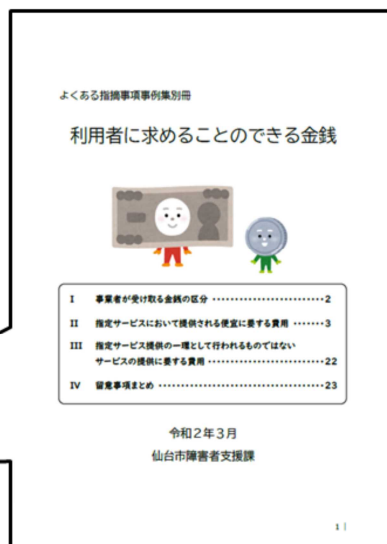 よくある指摘事項事例集別冊
利用者に求めることのできる金銭
I 事業者が受け取る金銭の区分 ………………………2
II 指定サービスにおいて提供される便宜に要する費用 ……3
III 指定サービス提供の一環として行われるものではない
サービスの提供に要する費用 ………………………22
IV 留意事項まとめ ……………………………………23
令和2年3月
仙台市障害者支援課
1 |